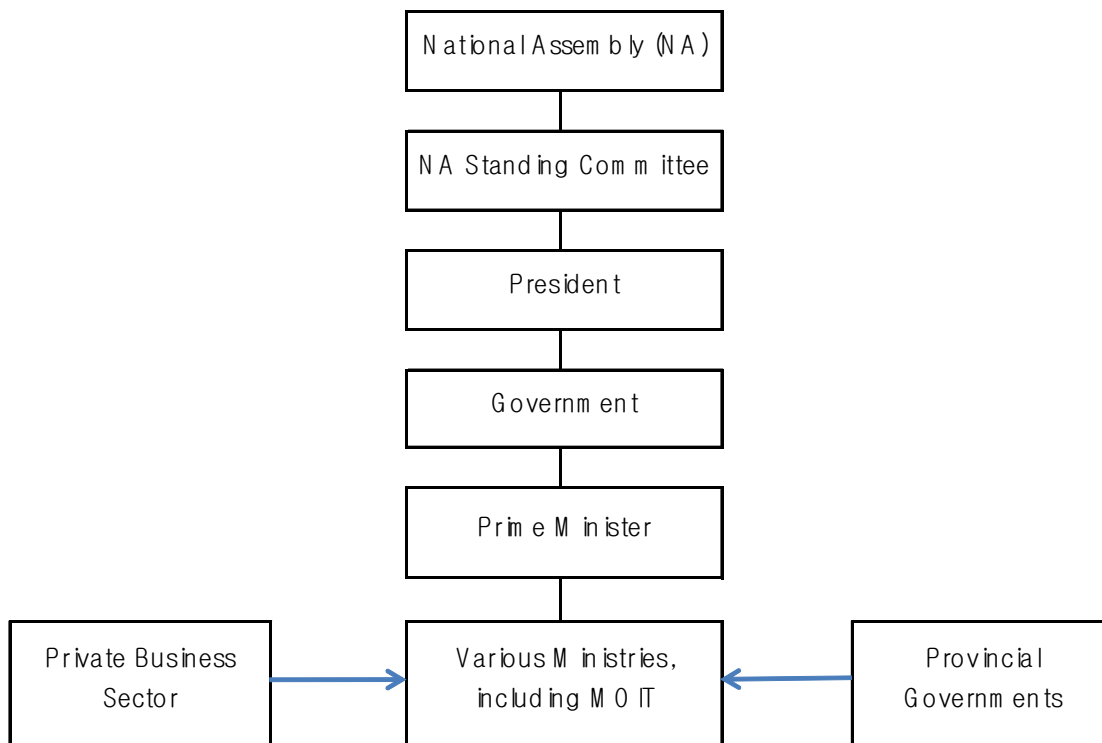 National Assembly (NA)
NA Standing Committee
President
Government
Prime Minister
Private Business
Sector
Various Ministries,
including MOIT
Provincial
Governments